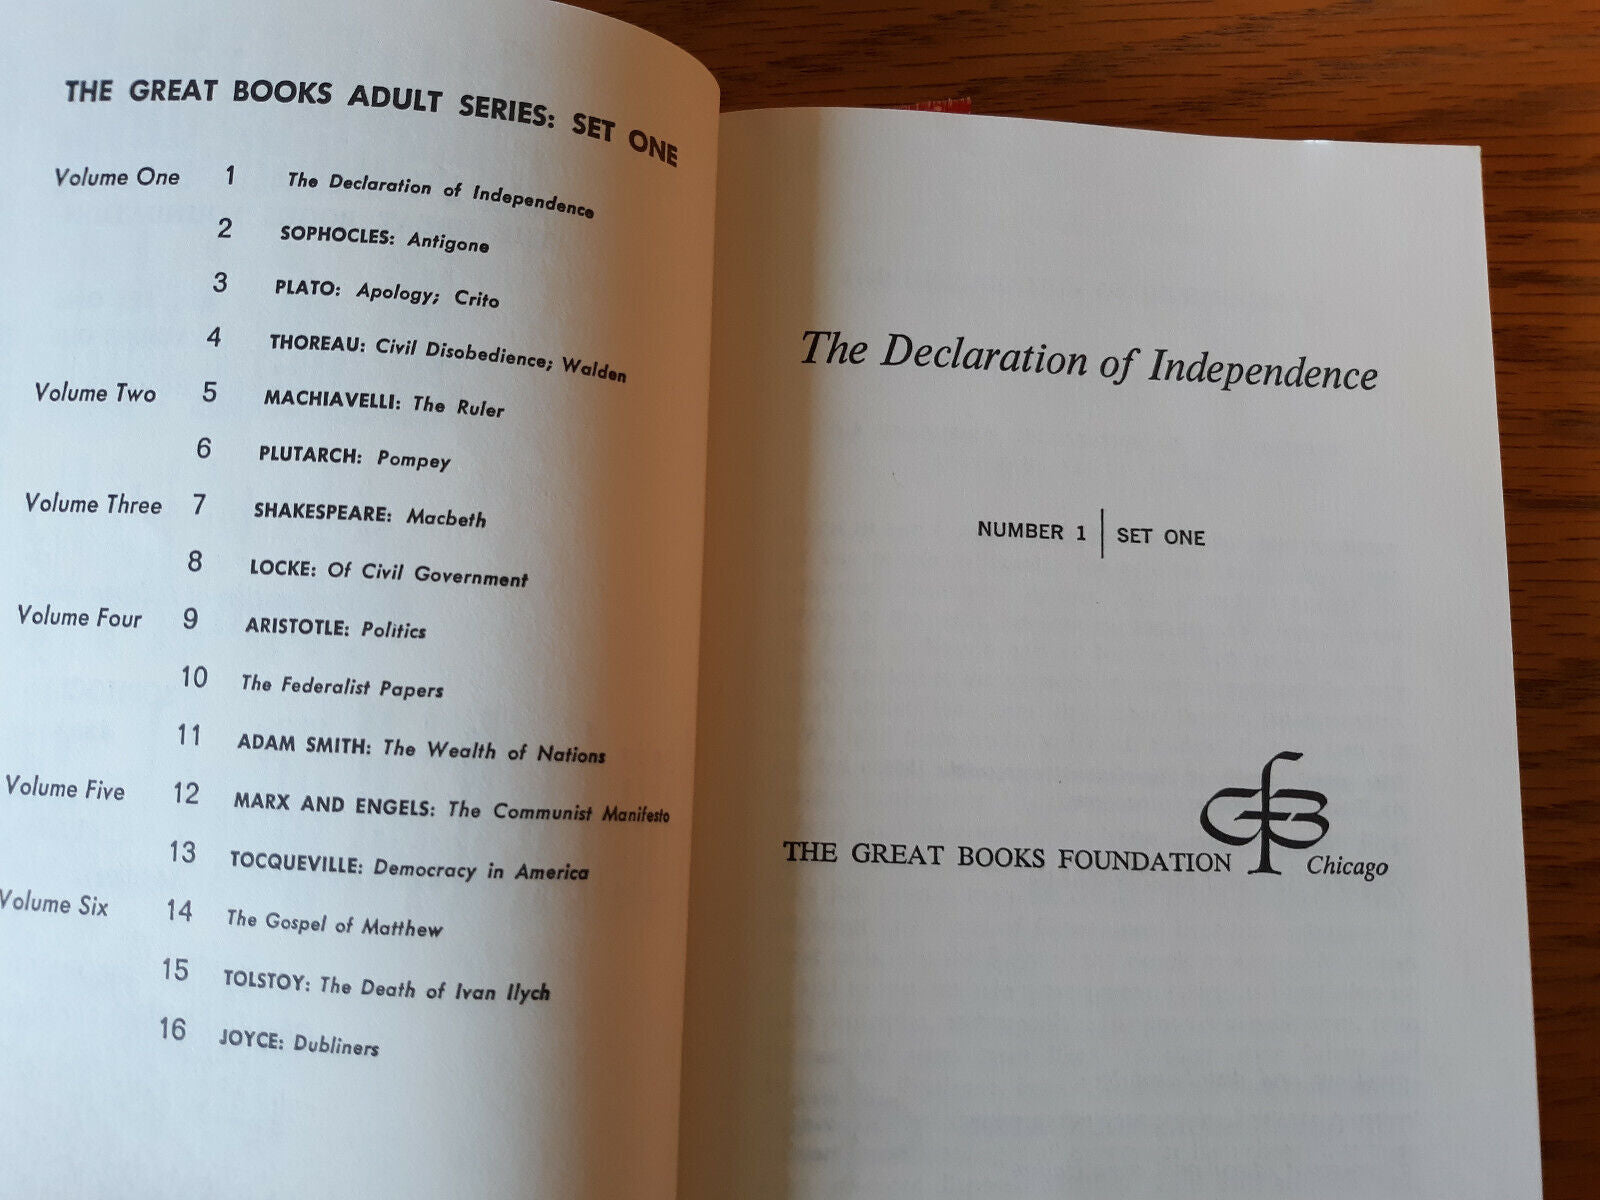 THE GREAT BOOKS ADULT SERIES: SET ONE
Volume One 1 The Declaration of Independence
2 SOPHOCLES: Antigone
3 PLATO: Apology; Crito
4 THOREAU: Civil Disobedience; Walden
Volume Two 5 MACHIAVELLI: The Ruler
6 PLUTARCH: Pompey
Volume Three 7 SHAKESPEARE: Macbeth
8 LOCKE: Of Civil Government
Volume Four 9 ARISTOTLE: Politics
10 The Federalist Papers
11 ADAM SMITH: The Wealth of Nations
Volume Five 12 MARX AND ENGELS: The Communist Manifesto
13 TOCQUEVILLE: Democracy in America
Volume Six 14 The Gospel of Matthew
15 TOLSTOY: The Death of Ivan Ilych
16 JOYCE: Dubliners
The Declaration of Independence
NUMBER 1 | SET ONE
GFB
THE GREAT BOOKS FOUNDATION Chicago